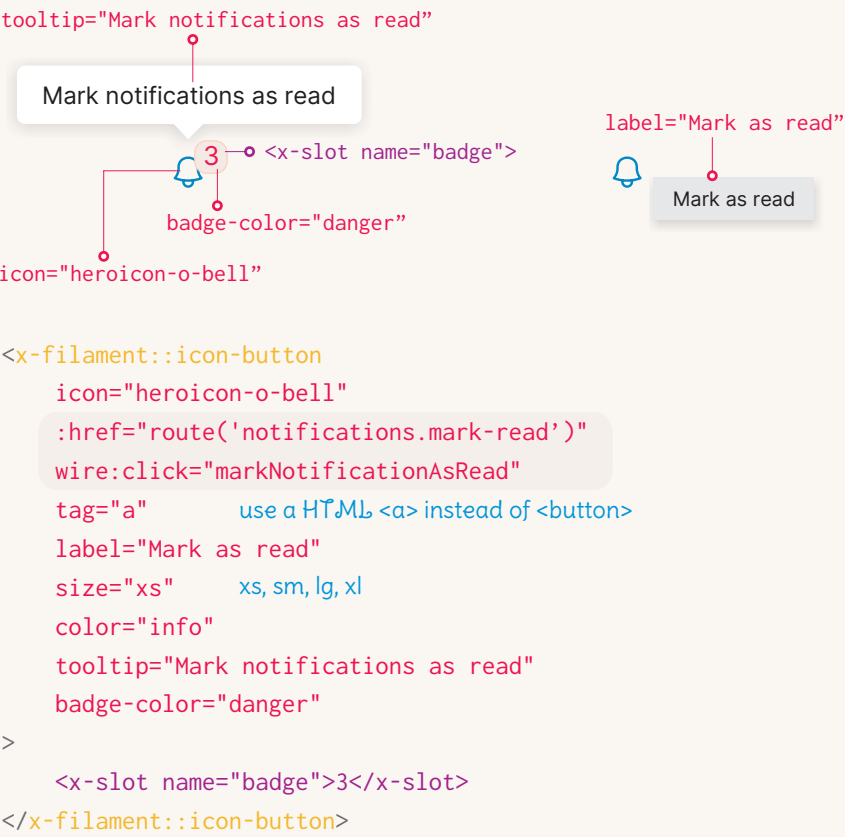 tooltip="Mark notifications as read”
Mark notifications as read
label="Mark as read”
3
<x-slot name="badge">
Mark as read
badge-color="danger”
icon="heroicon-o-bell”
<x-filament::icon-button
icon="heroicon-o-bell"
:href="route('notifications.mark-read’)"
wire:click="markNotificationAsRead"
tag="a" use a HTML <a> instead of <button>
label="Mark as read"
size="xs" xs, sm, lg, xl
color="info"
tooltip="Mark notifications as read"
badge-color="danger"
>
<x-slot name="badge">3</x-slot>
</x-filament::icon-button>